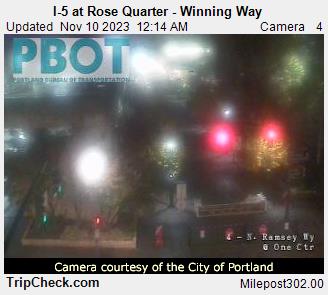 I-5 at Rose Quarter - Winning Way
Updated Nov 10 2023 12:14 AM Camera 4
PBOT
PORTLAND BUREAU OF TRANSPORTATION
4 - N. Ramsey Wy
@ One Ctr
Camera courtesy of the City of Portland
TripCheck.com Milepost302.00